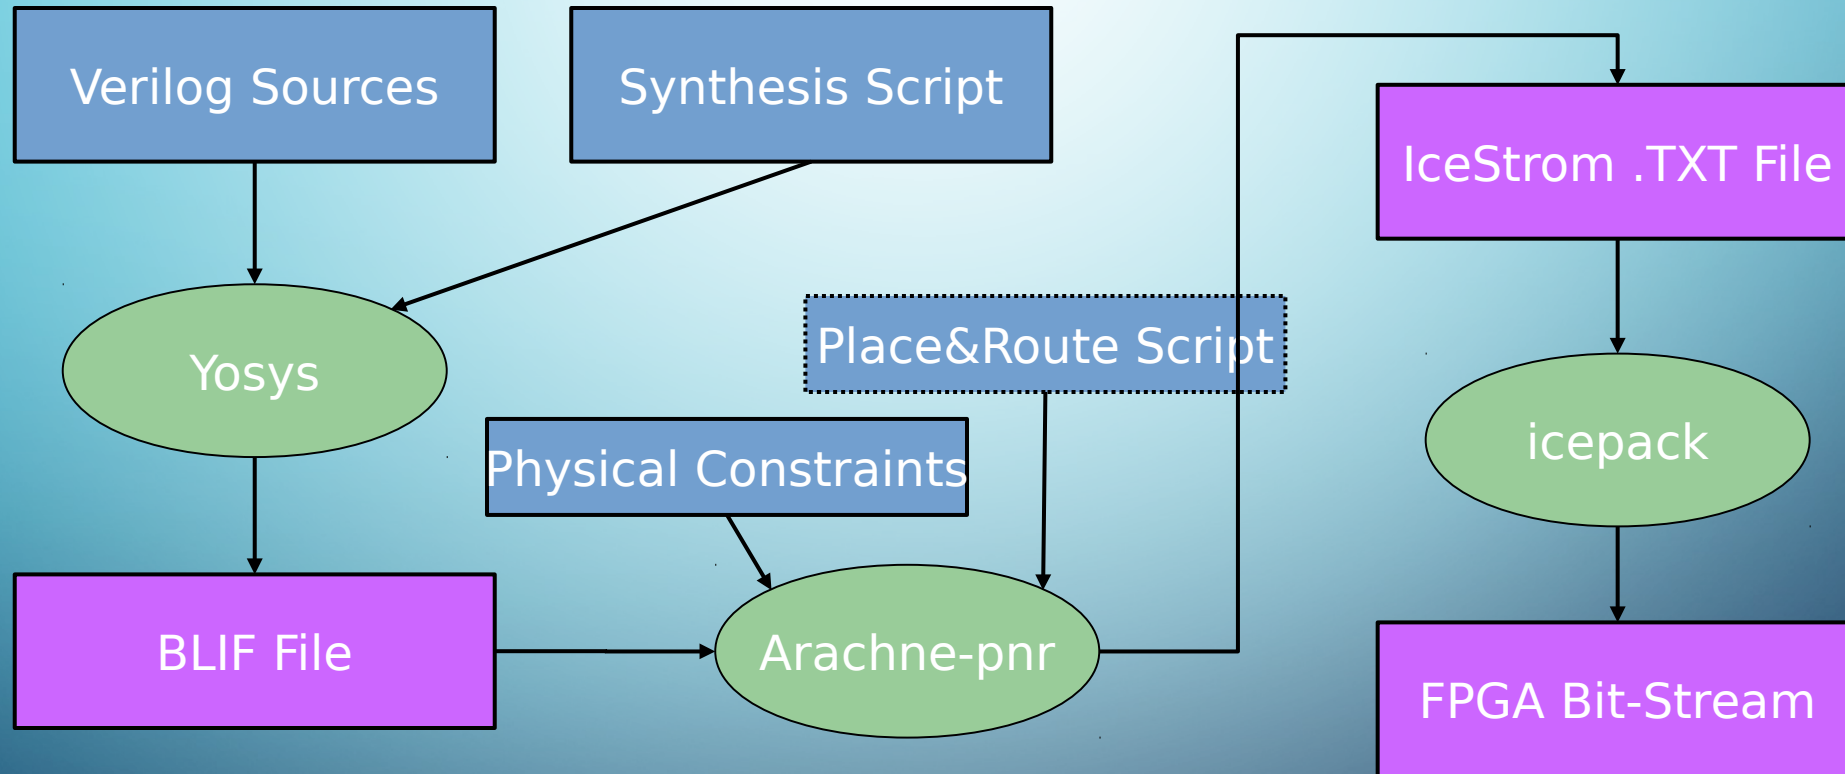 Verilog Sources
Synthesis Script
IceStrom .TXT File
Place&Route Script
Yosys
Physical Constraints
icepack
BLIF File
Arachne-pnr
FPGA Bit-Stream